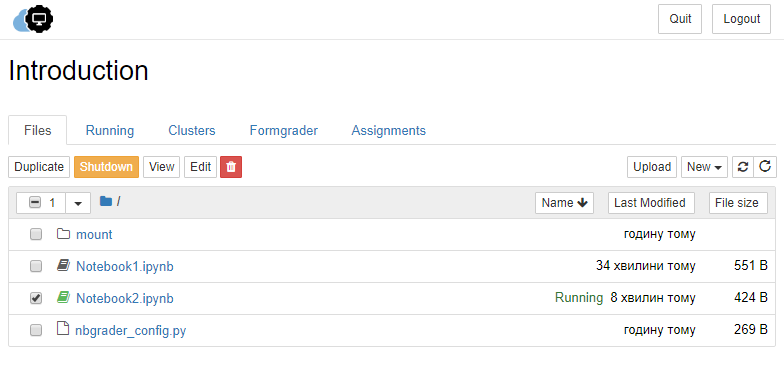 Quit Logout
Introduction
Files Running Clusters Formgrader Assignments
Duplicate Shutdown View Edit Upload New
1 / Name Last Modified File size
mount годину тому
Notebook1.ipynb 34 хвилини тому 551 B
Notebook2.ipynb Running 8 хвилин тому 424 B
nbgrader_config.py годину тому 269 B